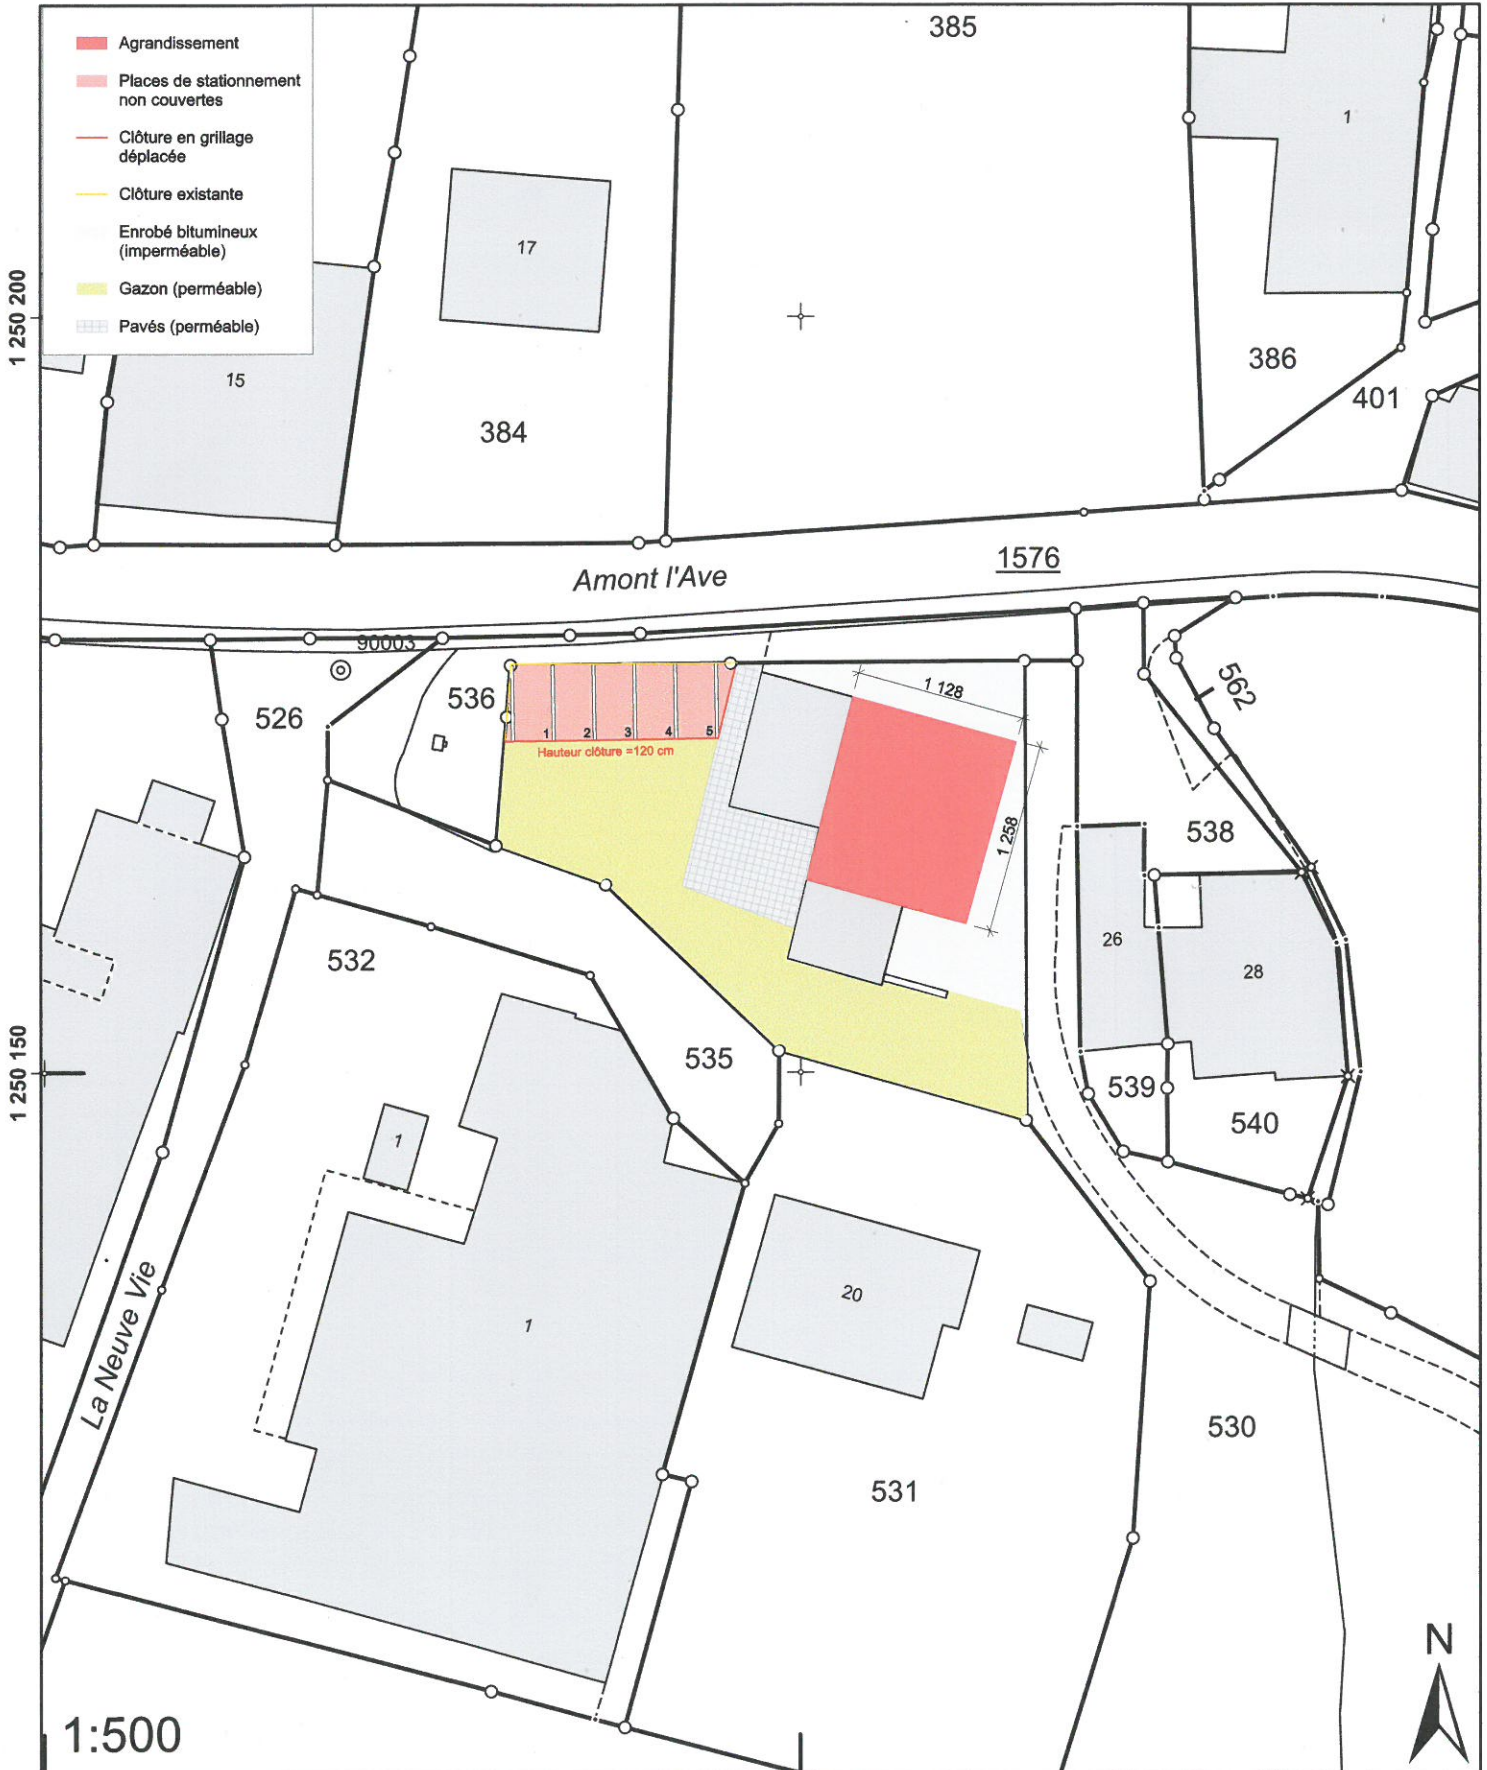 Agrandissement
Places de stationnement
non couvertes
Clôture en grillage
déplacée
Clôture existante
Enrobé bitumineux
(imperméable)
Gazon (perméable)
Pavés (perméable)
385
1
17
1 250 200
15
384
386
401
Amont l'Ave
1576
90003
526
536
562
1 128
1 2 3 4 5
Hauteur clôture =120 cm
1 258
538
26
28
532
535
1 250 150
539
540
1
20
1
La Neuve Vie
530
531
N
1:500